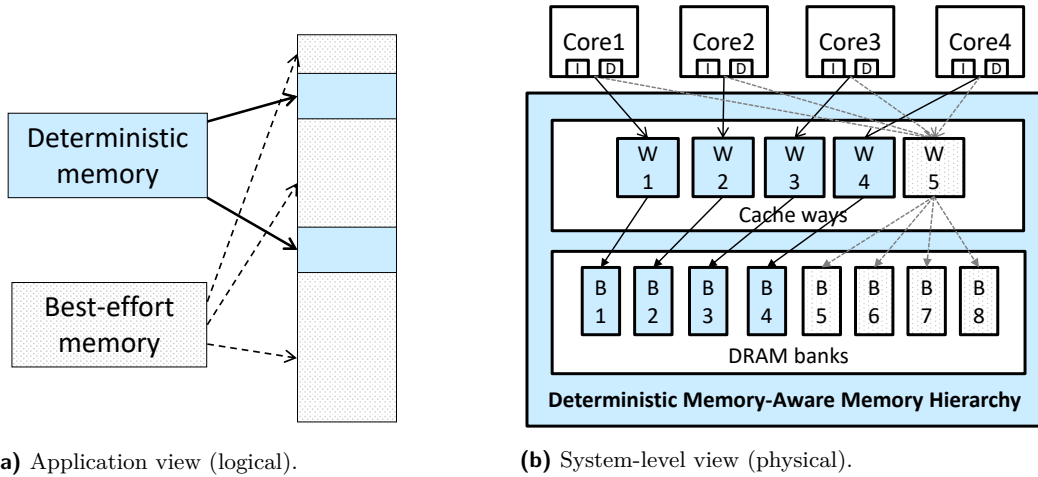 Deterministic
memory
Best-effort
memory
a) Application view (logical).
Core1 Core2 Core3 Core4
I D I D I D I D
W W W W W
1 2 3 4 5
Cache ways
B B B B B B B B
1 2 3 4 5 6 7 8
DRAM banks
Deterministic Memory-Aware Memory Hierarchy
(b) System-level view (physical).